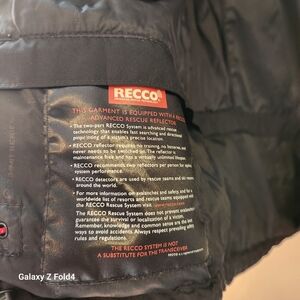 RECCO®
THIS GARMENT IS EQUIPPED WITH A RECCO
ADVANCED RESCUE REFLECTOR
• The two-part RECCO System is advanced rescue
technology that enables fast searching and directional
pinpointing of a victim's precise location.
• RECCO reflector requires no training, no batteries, and
never needs to be switched on. The reflector is
maintenance free and has a virtually unlimited lifespan.
• RECCO recommends two reflectors per person for optimal
system performance.
• RECCO detectors are used by rescue teams and ski resorts
around the world.
• For more information on avalanches and safety, and for a
worldwide list of resorts and rescue teams equipped with
the RECCO Rescue System visit www.recco.com
The RECCO Rescue System does not prevent avalanches or
guarantee the survival or localization of a victim.
Remember, knowledge and common sense are the best
ways to avoid accidents. Always respect prevailing safety
rules and regulations.
THE RECCO SYSTEM IS NOT
A SUBSTITUTE FOR THE TRANSCEIVER
Galaxy Z Fold4